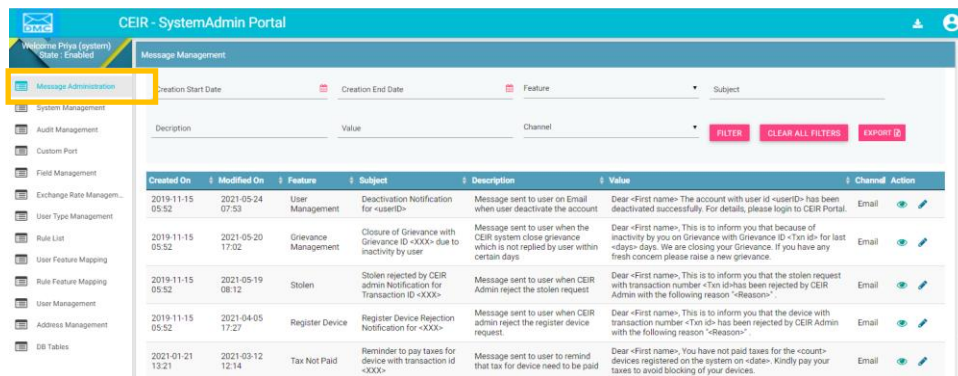 CEIR - SystemAdmin Portal
DMC
Welcome Priya (system)
State : Enabled
Message Administration
System Management
Audit Management
Custom Port
Field Management
Exchange Rate Managem...
User Type Management
Rule List
User Feature Mapping
Rule Feature Mapping
User Management
Address Management
DB Tables
Message Management
Creation Start Date Creation End Date Feature Subject
Decription Value Channel FILTER CLEAR ALL FILTERS EXPORT
Created On Modified On Feature Subject Description Value Channel Action
2019-11-15 05:52 2021-05-24 07:53 User Management Deactivation Notification for <userID> Message sent to user on Email when user deactivate the account Dear <First name> The account with user id <userID> has been deactivated successfully. For details, please login to CEIR Portal. Email
2019-11-15 05:52 2021-05-20 17:02 Grievance Management Closure of Grievance with Grievance ID <XXX> due to inactivity by user Message sent to user when the CEIR system close grievance which is not replied by user within certain days Dear <First name>, This is to inform you that because of inactivity by you on Grievance with Grievance ID <Txn id> for last <days> days. We are closing your Grievance. If you have any fresh concern please raise a new grievance. Email
2019-11-15 05:52 2021-05-19 08:12 Stolen Stolen rejected by CEIR admin Notification for Transaction ID <XXX> Message sent to user when CEIR Admin reject the stolen request Dear <First name>, This is to inform you that the stolen request with transaction number <Txn id>has been rejected by CEIR Admin with the following reason "<Reason>" . Email
2019-11-15 05:52 2021-04-05 17:27 Register Device Register Device Rejection Notification for <XXX> Message sent to user when CEIR admin reject the register device request. Dear <First name>, This is to inform you that the device with transaction number <Txn id> has been rejected by CEIR Admin with the following reason "<Reason>". Email
2021-01-21 13:21 2021-03-12 12:14 Tax Not Paid Reminder to pay taxes for device with transaction id <XXX> Message sent to user to remind that tax for device need to be paid Dear <First name>, You have not paid taxes for the <count> devices registered on the system on <date>. Kindly pay your taxes to avoid blocking of your devices. Email